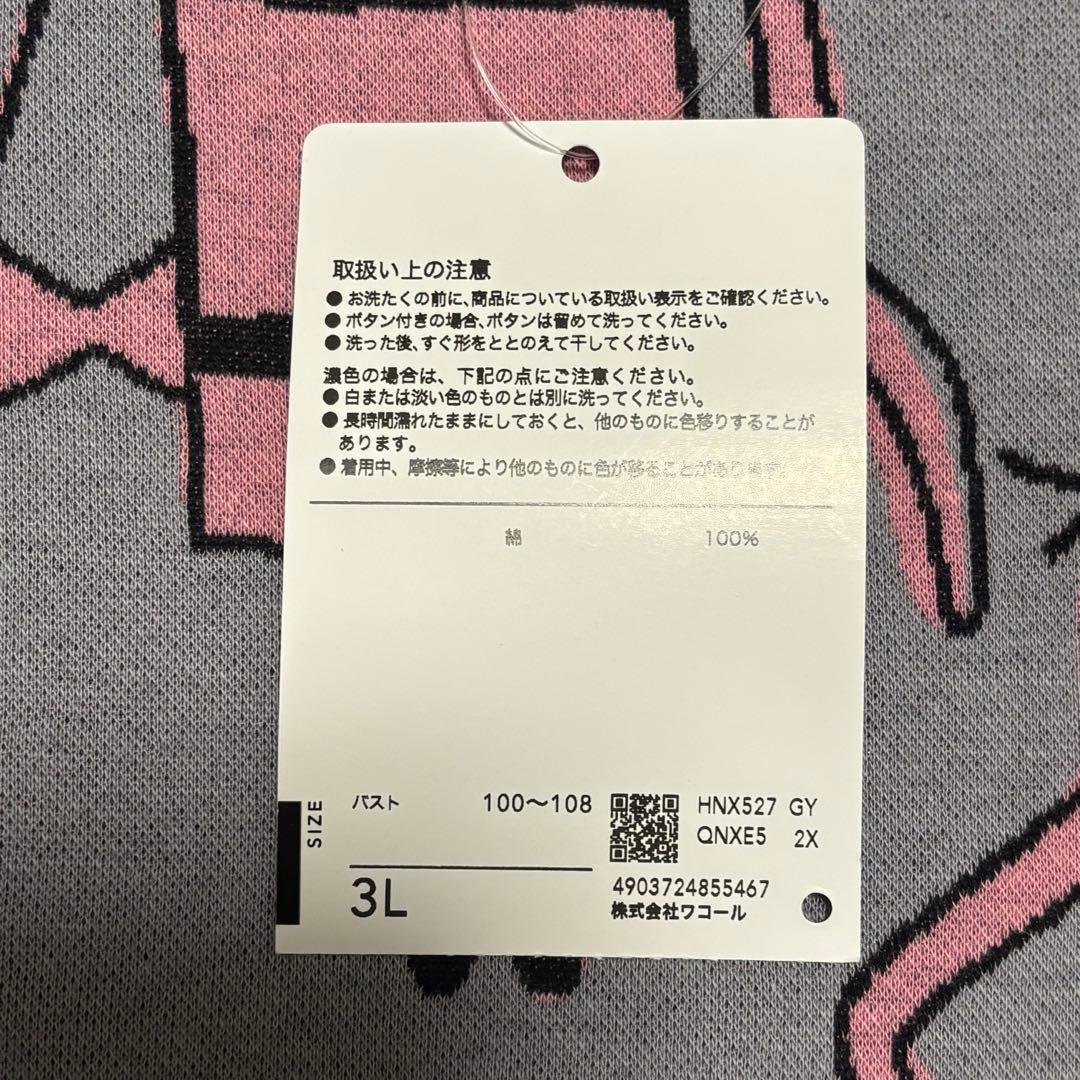 取扱い上の注意
●お洗たくの前に、商品についている取扱い表示をご確認ください。
●ボタン付きの場合、ボタンは留めて洗ってください。
●洗った後、すぐ形をととのえて干してください。
濃色の場合は、下記の点にご注意ください。
●白または淡い色のものとは別に洗ってください。
●長時間濡れたままにしておくと、他のものに色移りすることが
あります。
●着用中、摩擦等により他のものに色が移ることがあります。
綿 100%
SIZE
バスト 100〜108
3L
HNX527 GY
QNXE5 2X
4903724855467
株式会社ワコール